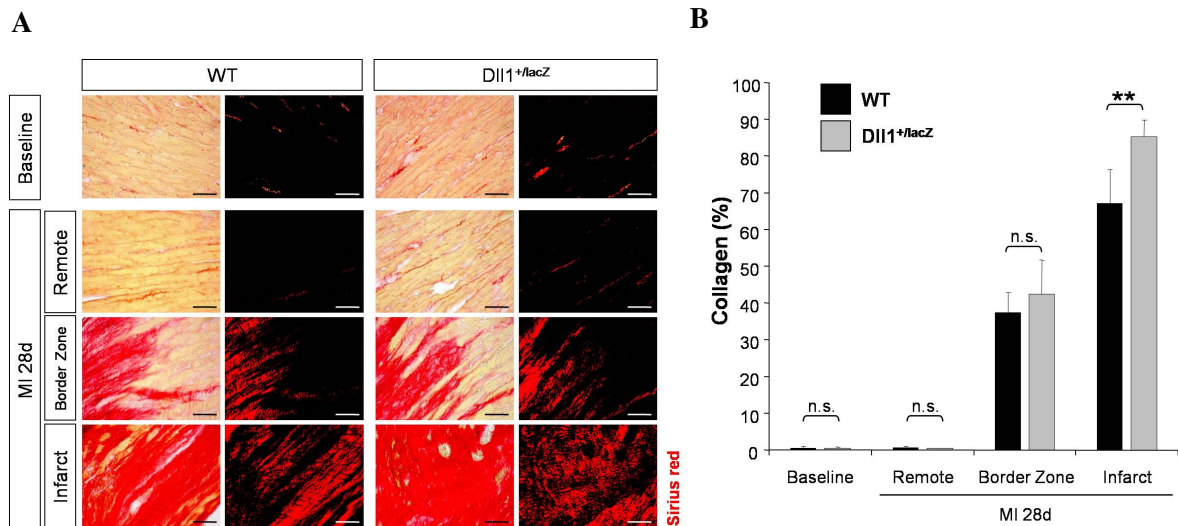 A
B
WT
Dll1+/lacZ
Baseline
MI 28d
Remote
Border Zone
Infarct
Sirius red
WT
Dll1+/lacZ
Collagen (%)
100
90
80
70
60
50
40
30
20
10
0
n.s.
n.s.
n.s.
**
Baseline
Remote
Border Zone
Infarct
MI 28d